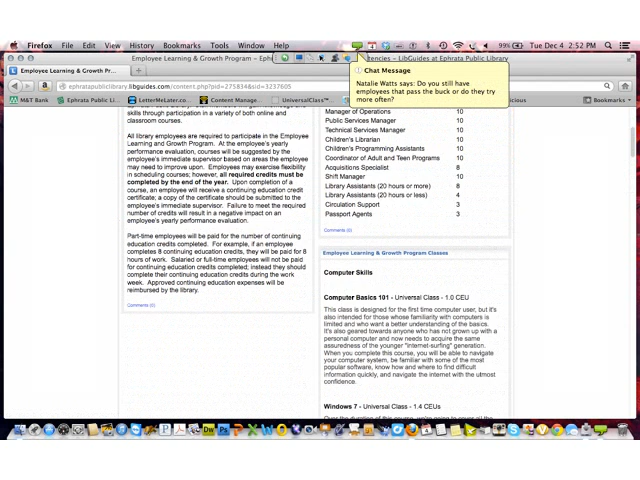 Firefox File Edit View History Bookmarks Tools Window Help
99% Tue Dec 4 2:52 PM
Employee Learning & Growth Program – Eph
tencies – LibGuides at Ephrata Public Library
Employee Learning & Growth Pr...
ephratapubliclibrary.libguides.com/content.php?pid=275834&sid=3237605
M&T Bank Ephrata Public Li LetterMeLater.co... Content Manage... UniversalClass™... Bookmarks
Chat Message
Natalie Watts says: Do you still have
employees that pass the buck or do they try
more often?
skills through participation in a variety of both online and
classroom courses.
All library employees are required to participate in the Employee
Learning and Growth Program. At the employee's yearly
performance evaluation, courses will be suggested by the
employee's immediate supervisor based on areas the employee
may need to improve upon. Employees may exercise flexibility
in scheduling courses; however, all required credits must be
completed by the end of the year. Upon completion of a
course, an employee will receive a continuing education credit
certificate; a copy of the certificate should be submitted to the
employee's immediate supervisor. Failure to meet the required
number of credits will result in a negative impact on an
employee's yearly performance evaluation.
Part-time employees will be paid for the number of continuing
education credits completed. For example, if an employee
completes 8 continuing education credits, they will be paid for 8
hours of work. Salaried or full-time employees will not be paid
for continuing education credits completed; instead they should
complete their continuing education credits during the work
week. Approved continuing education expenses will be
reimbursed by the library.
Comments (0)
Manager of Operations 10
Public Services Manager 10
Technical Services Manager 10
Children's Librarian 10
Children's Programming Assistants 10
Coordinator of Adult and Teen Programs 10
Acquisitions Specialist 8
Shift Manager 10
Library Assistants (20 hours or more) 8
Library Assistants (20 hours or less) 4
Circulation Support 3
Passport Agents 3
Comments (0)
Employee Learning & Growth Program Classes
Computer Skills
Computer Basics 101 - Universal Class - 1.0 CEU
This class is designed for the first time computer user, but it's
also intended for those whose familiarity with computers is
limited and who want a better understanding of the basics.
It's also geared towards anyone who has not grown up with a
personal computer and now needs to acquire the same
assuredness of the younger "Internet-surfing" generation.
When you complete this course, you will be able to navigate
your computer system, be familiar with some of the most
popular software, know how and where to find difficult
information quickly, and navigate the internet with the utmost
confidence.
Windows 7 - Universal Class - 1.4 CEUs